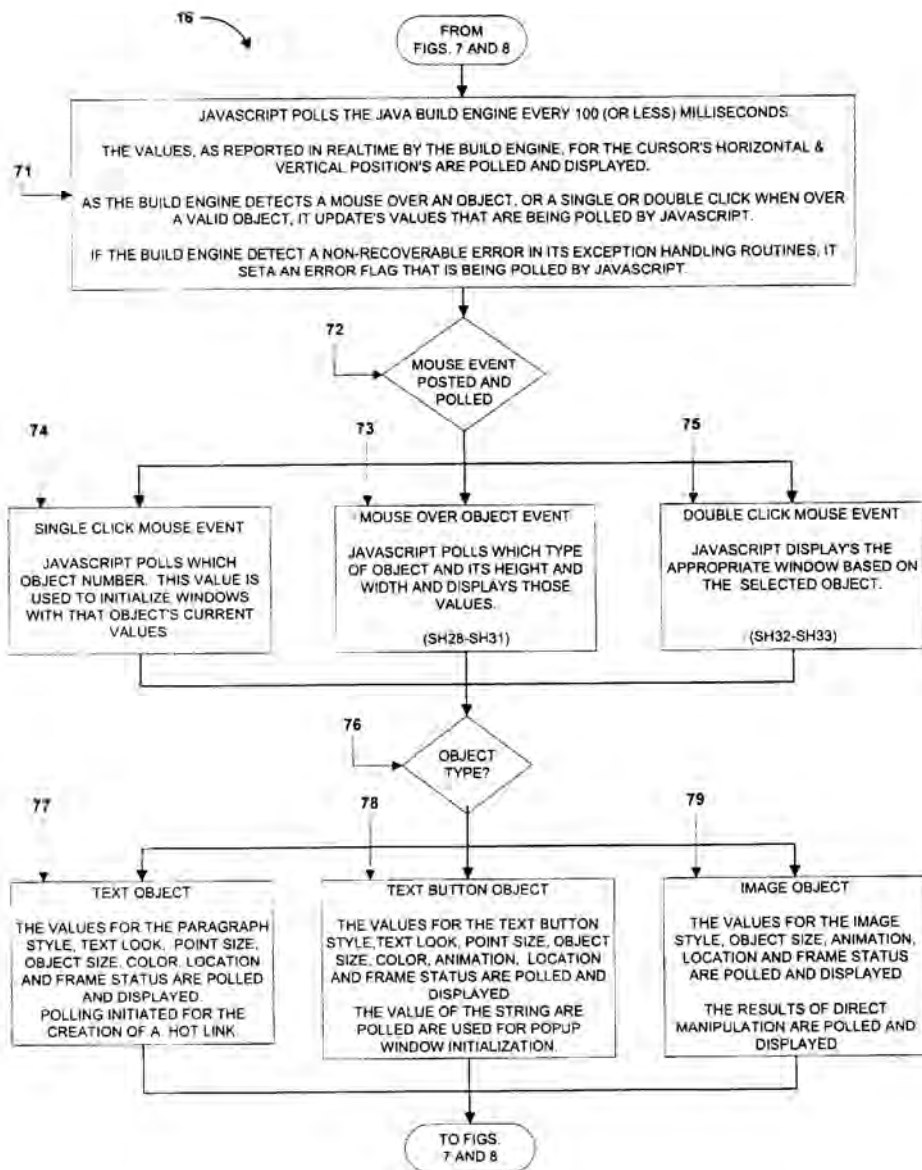 16
FROM
FIGS. 7 AND 8
71
JAVASCRIPT POLLS THE JAVA BUILD ENGINE EVERY 100 (OR LESS) MILLISECONDS
THE VALUES, AS REPORTED IN REALTIME BY THE BUILD ENGINE, FOR THE CURSOR'S HORIZONTAL &
VERTICAL POSITION'S ARE POLLED AND DISPLAYED.
AS THE BUILD ENGINE DETECTS A MOUSE OVER AN OBJECT, OR A SINGLE OR DOUBLE CLICK WHEN OVER
A VALID OBJECT, IT UPDATE'S VALUES THAT ARE BEING POLLED BY JAVASCRIPT.
IF THE BUILD ENGINE DETECT A NON-RECOVERABLE ERROR IN ITS EXCEPTION HANDLING ROUTINES, IT
SETA AN ERROR FLAG THAT IS BEING POLLED BY JAVASCRIPT.
72
MOUSE EVENT
POSTED AND
POLLED
74
SINGLE CLICK MOUSE EVENT
JAVASCRIPT POLLS WHICH
OBJECT NUMBER. THIS VALUE IS
USED TO INITIALIZE WINDOWS
WITH THAT OBJECT'S CURRENT
VALUES
73
MOUSE OVER OBJECT EVENT
JAVASCRIPT POLLS WHICH TYPE
OF OBJECT AND ITS HEIGHT AND
WIDTH AND DISPLAYS THOSE
VALUES.
(SH28-SH31)
75
DOUBLE CLICK MOUSE EVENT
JAVASCRIPT DISPLAY'S THE
APPROPRIATE WINDOW BASED ON
THE SELECTED OBJECT.
(SH32-SH33)
76
OBJECT
TYPE?
77
TEXT OBJECT
THE VALUES FOR THE PARAGRAPH
STYLE, TEXT LOOK, POINT SIZE,
OBJECT SIZE, COLOR, LOCATION
AND FRAME STATUS ARE POLLED
AND DISPLAYED.
POLLING INITIATED FOR THE
CREATION OF A HOT LINK
78
TEXT BUTTON OBJECT
THE VALUES FOR THE TEXT BUTTON
STYLE,TEXT LOOK, POINT SIZE, OBJECT
SIZE, COLOR, ANIMATION, LOCATION
AND FRAME STATUS ARE POLLED AND
DISPLAYED
THE VALUE OF THE STRING ARE
POLLED ARE USED FOR POPUP
WINDOW INITIALIZATION.
79
IMAGE OBJECT
THE VALUES FOR THE IMAGE
STYLE, OBJECT SIZE, ANIMATION,
LOCATION AND FRAME STATUS
ARE POLLED AND DISPLAYED
THE RESULTS OF DIRECT
MANIPULATION ARE POLLED AND
DISPLAYED
TO FIGS.
7 AND 8